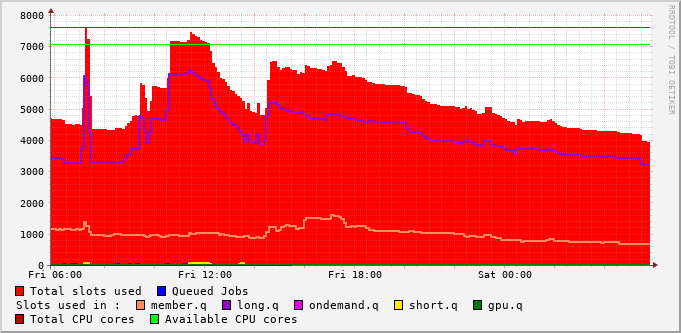 8000
7000
6000
5000
4000
3000
2000
1000
0
Fri 06:00 Fri 12:00 Fri 18:00 Sat 00:00
RRDTOOL / TOBI OETIKER
Total slots used Queued Jobs
Slots used in : member.q long.q ondemand.q short.q gpu.q
Total CPU cores Available CPU cores